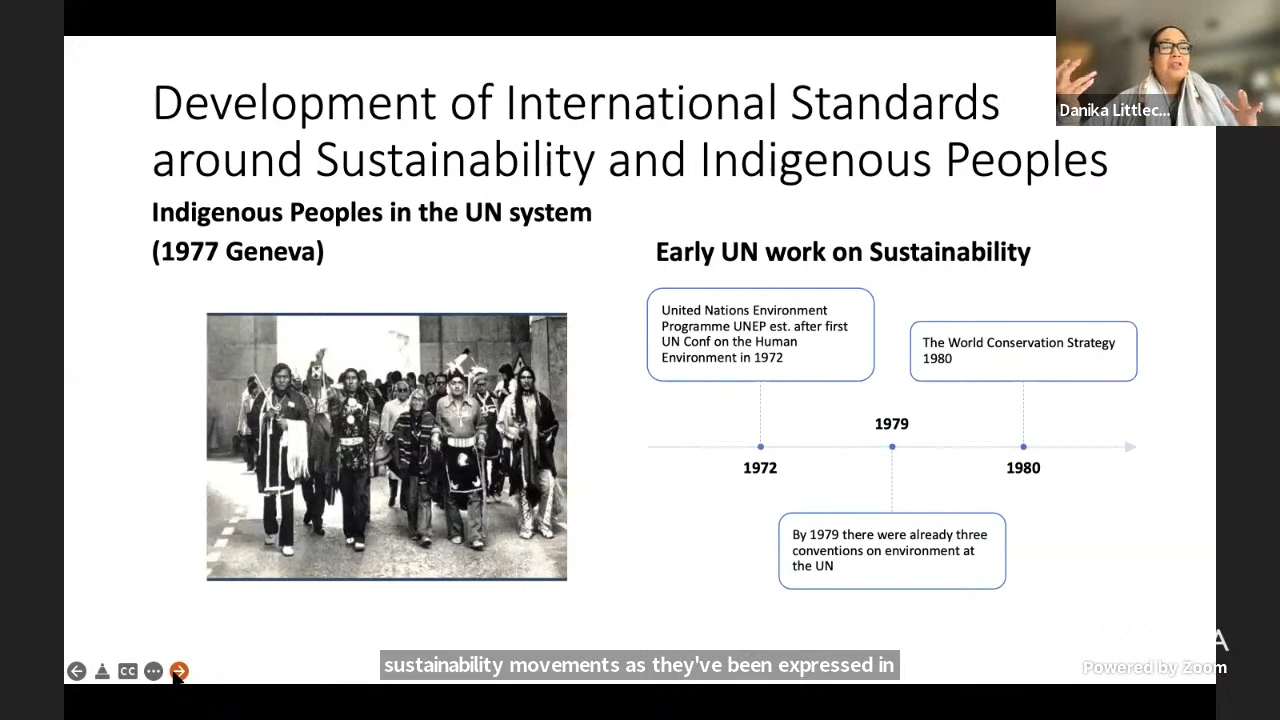 Development of International Standards
around Sustainability and Indigenous Peoples
Indigenous Peoples in the UN system
(1977 Geneva)
Early UN work on Sustainability
United Nations Environment
Programme UNEP est. after first
UN Conf on the Human
Environment in 1972
The World Conservation Strategy
1980
1979
1972
1980
By 1979 there were already three
conventions on environment at
the UN
Danika Littlec...
CC
sustainability movements as they've been expressed in
Powered by Zoom